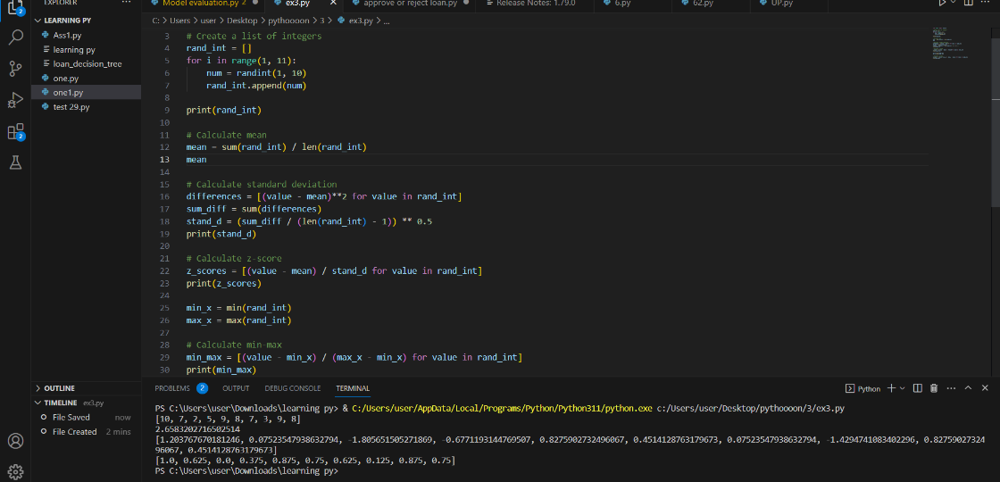 EXPLORER
···
Model evaluation.py 2
ex3.py
approve or reject loan.py
Release Notes: 1.79.0
6.py
62.py
UP.py
···
2
LEARNING PY
Ass1.py
learning py
loan_decision_tree
one.py
one1.py
test 29.py
2
C: > Users > user > Desktop > pythoooon > 3 > ex3.py > ...
3 # Create a list of integers
4 rand_int = []
5 for i in range(1, 11):
6 num = randint(1, 10)
7 rand_int.append(num)
8
9 print(rand_int)
10
11 # Calculate mean
12 mean = sum(rand_int) / len(rand_int)
13 mean
14
15 # Calculate standard deviation
16 differences = [(value - mean)**2 for value in rand_int]
17 sum_diff = sum(differences)
18 stand_d = (sum_diff / (len(rand_int) - 1)) ** 0.5
19 print(stand_d)
20
21 # Calculate z-score
22 z_scores = [(value - mean) / stand_d for value in rand_int]
23 print(z_scores)
24
25 min_x = min(rand_int)
26 max_x = max(rand_int)
27
28 # Calculate min-max
29 min_max = [(value - min_x) / (max_x - min_x) for value in rand_int]
30 print(min_max)
OUTLINE
TIMELINE ex3.py
File Saved now
File Created 2 mins
PROBLEMS 2 OUTPUT DEBUG CONSOLE TERMINAL
Python
PS C:\Users\user\Downloads\learning py> & C:/Users/user/AppData/Local/Programs/Python/Python311/python.exe c:/Users/user/Desktop/pythoooon/3/ex3.py
[10, 7, 2, 5, 9, 8, 7, 3, 9, 8]
2.6583202716502514
[1.203767670181246, 0.07523547938632794, -1.805651505271869, -0.6771193144769507, 0.8275902732496067, 0.4514128763179673, 0.07523547938632794, -1.4294741083402296, 0.82759027324
96067, 0.4514128763179673]
[1.0, 0.625, 0.0, 0.375, 0.875, 0.75, 0.625, 0.125, 0.875, 0.75]
PS C:\Users\user\Downloads\learning py>